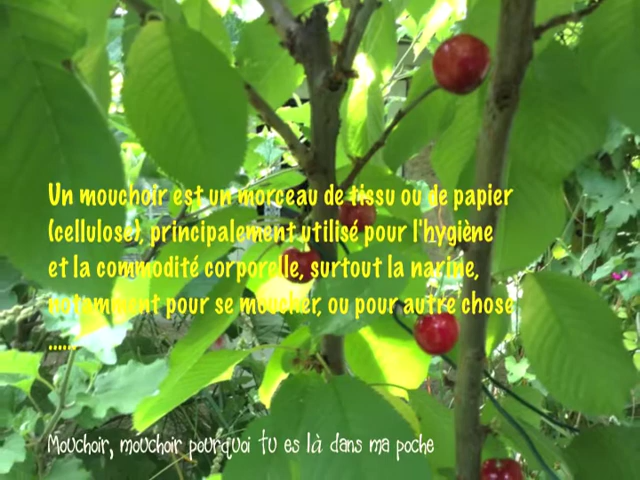 Un mouchoir est un morceau de tissu ou de papier
(cellulose), principalement utilisé pour l'hygiène
et la commodité corporelle, surtout la narine,
notamment pour se moucher, ou pour autre chose
......
Mouchoir, mouchoir pourquoi tu es là dans ma poche